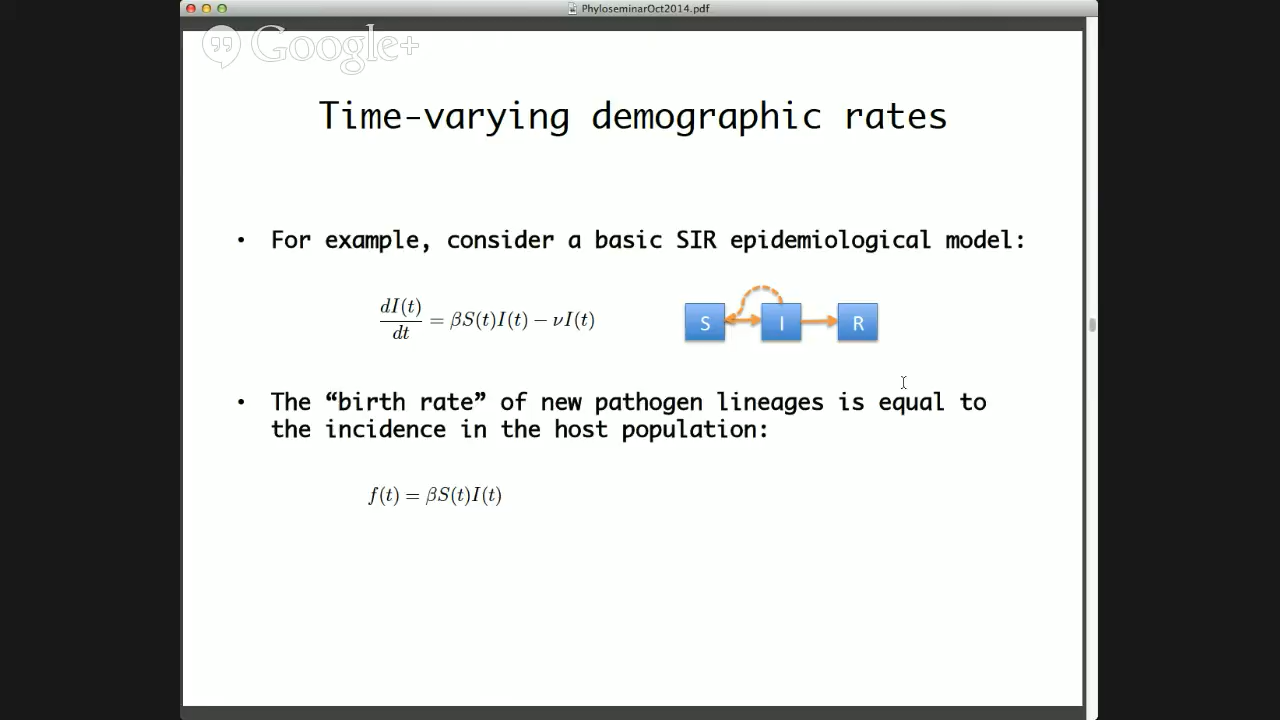 PhyloseminarOct2014.pdf
Google+
Time-varying demographic rates
• For example, consider a basic SIR epidemiological model:
dI(t)/dt = βS(t)I(t) − νI(t)
S I R
• The “birth rate” of new pathogen lineages is equal to
the incidence in the host population:
f(t) = βS(t)I(t)